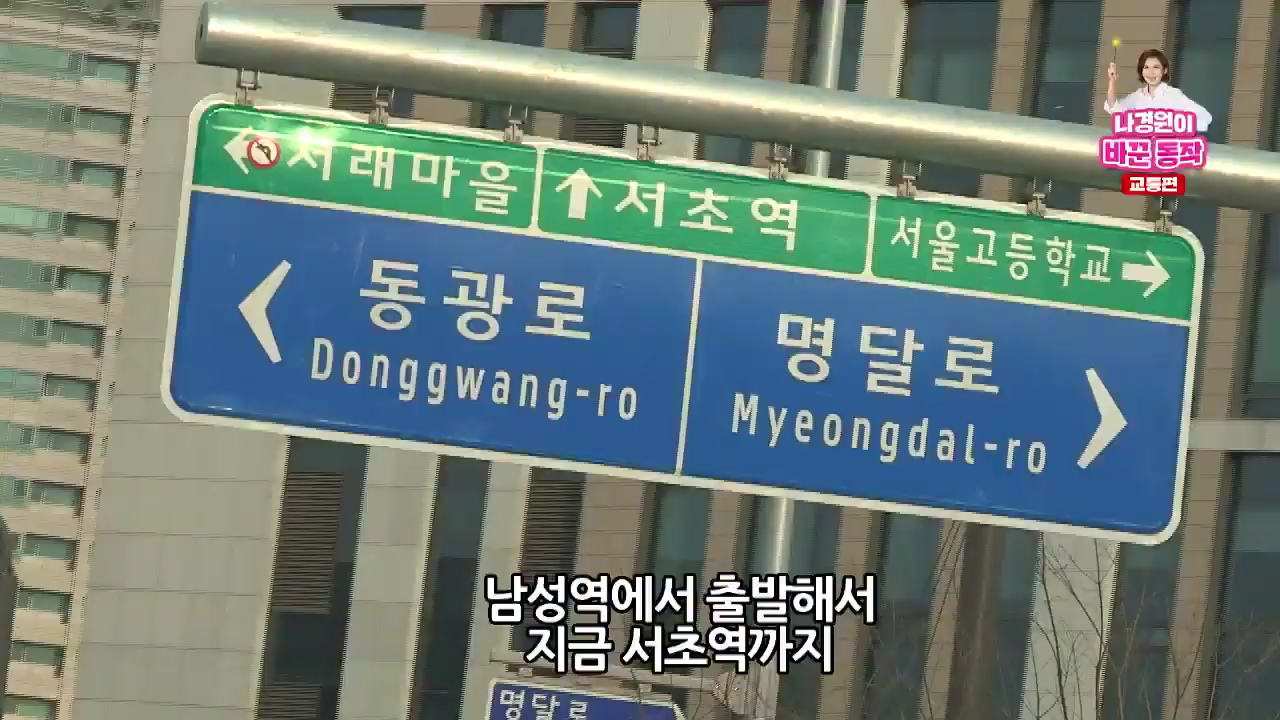 서래마을
서초역
서울고등학교
동광로
Donggwang-ro
명달로
Myeongdal-ro
나경원이
바꾼 동작
교통편
남성역에서 출발해서
지금 서초역까지
명달로